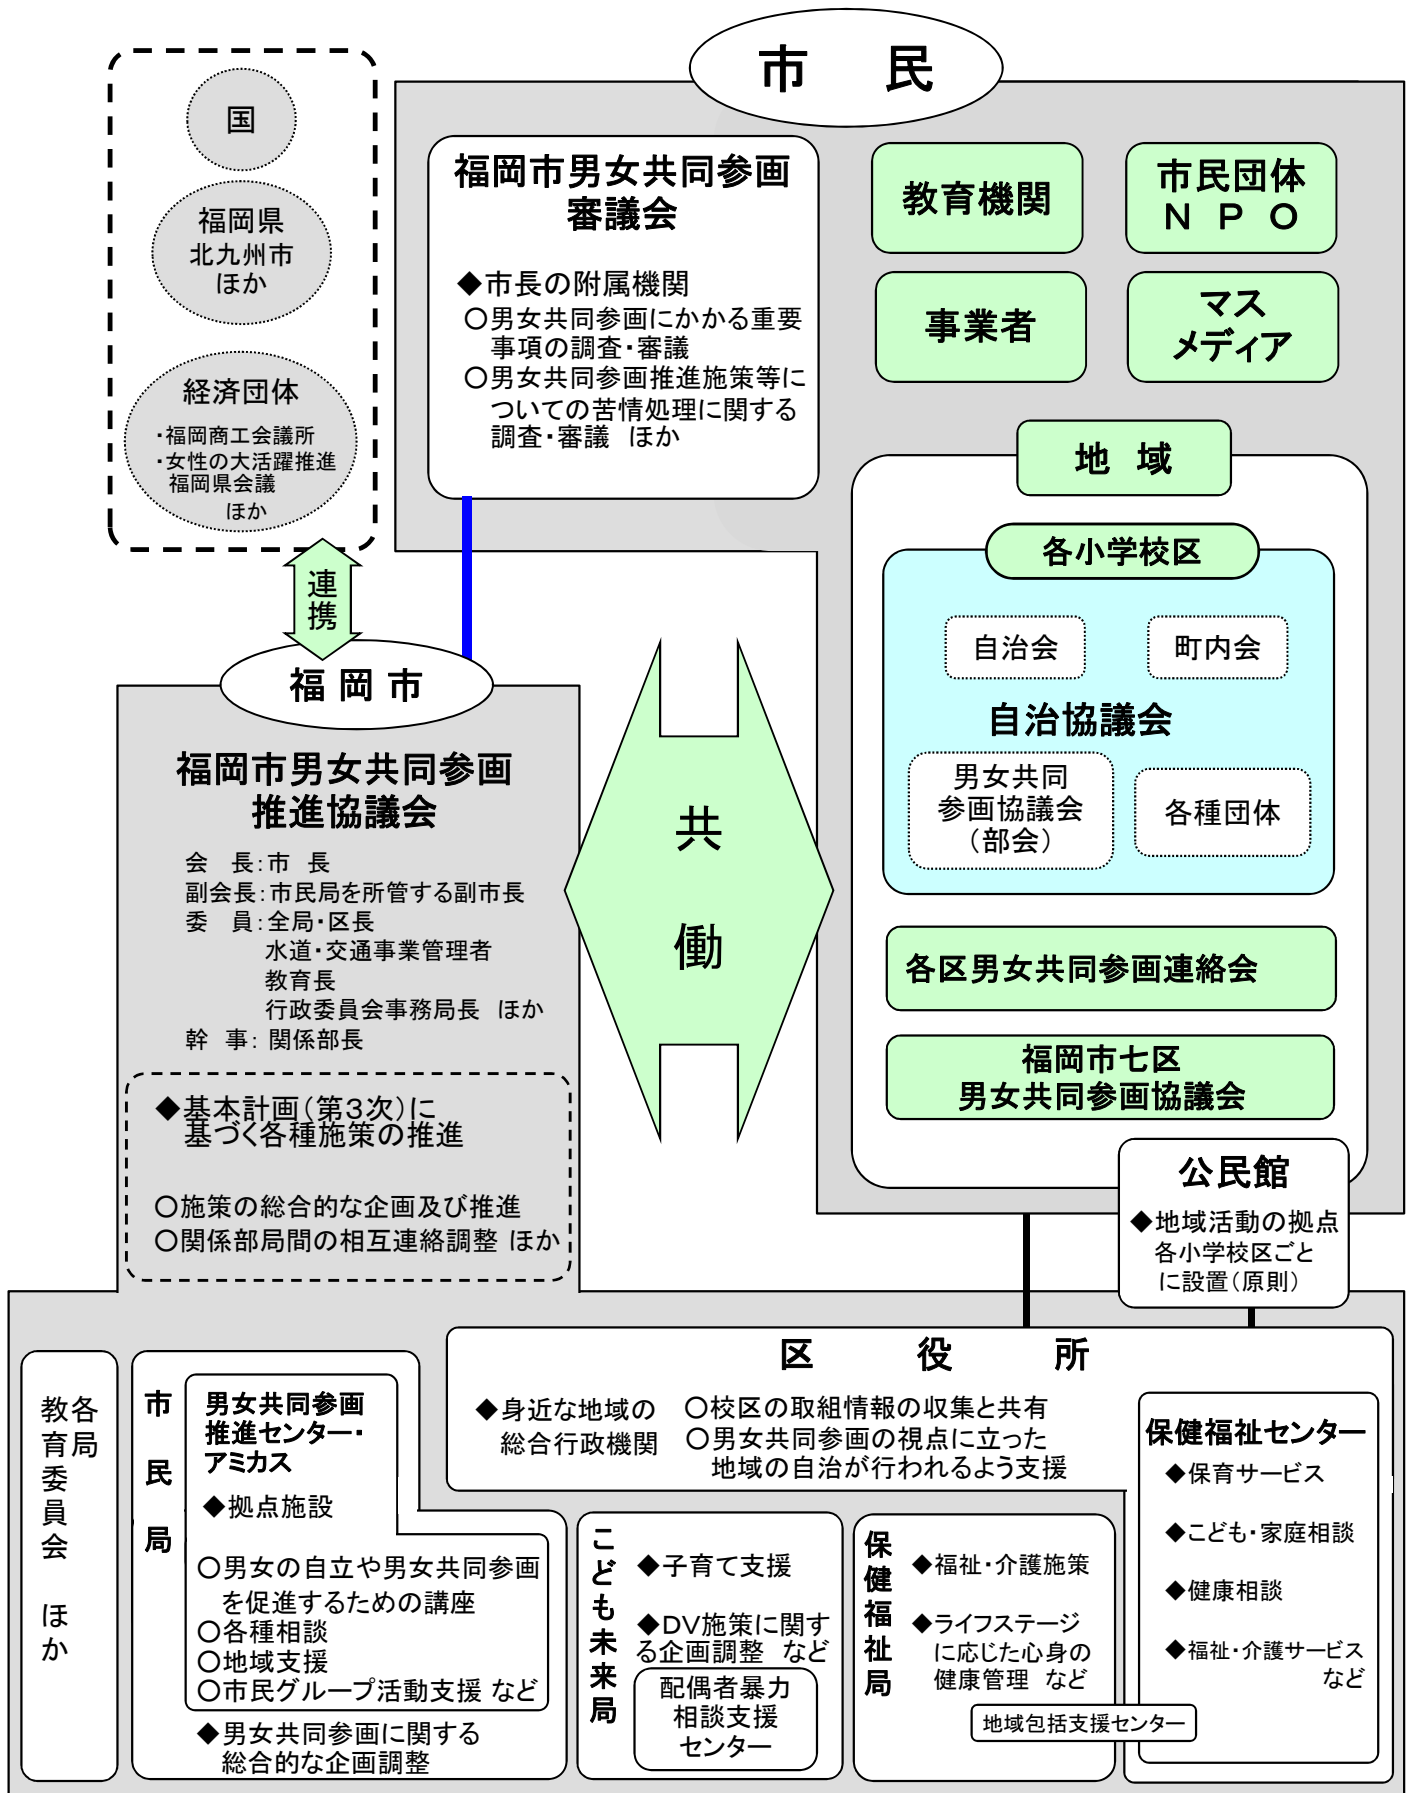 市　民
国
福岡県
北九州市
ほか
経済団体
・福岡商工会議所
・女性の大活躍推進
福岡県会議
ほか
連携
福岡市男女共同参画
審議会
◆市長の附属機関
○男女共同参画にかかる重要
事項の調査・審議
○男女共同参画推進施策等に
ついての苦情処理に関する
調査・審議　ほか
教育機関
市民団体
ＮＰＯ
事業者
マス
メディア
地　域
各小学校区
自治会
町内会
自治協議会
男女共同
参画協議会
（部会）
各種団体
各区男女共同参画連絡会
福岡市七区
男女共同参画協議会
公民館
◆地域活動の拠点
各小学校区ごと
に設置（原則）
共働
福岡市
福岡市男女共同参画
推進協議会
会　長：市　長
副会長：市民局を所管する副市長
委　員：全局・区長
水道・交通事業管理者
教育長
行政委員会事務局長　ほか
幹　事：関係部長
◆基本計画（第３次）に
基づく各種施策の推進
○施策の総合的な企画及び推進
○関係部局間の相互連絡調整 ほか
各局
教育委員会　ほか
市民局
男女共同参画
推進センター・
アミカス
◆拠点施設
○男女の自立や男女共同参画
を促進するための講座
○各種相談
○地域支援
○市民グループ活動支援 など
◆男女共同参画に関する
総合的な企画調整
区　役　所
◆身近な地域の
総合行政機関
○校区の取組情報の収集と共有
○男女共同参画の視点に立った
地域の自治が行われるよう支援
こども未来局
◆子育て支援
◆ＤＶ施策に関す
る企画調整　など
配偶者暴力
相談支援
センター
保健福祉局
◆福祉・介護施策
◆ライフステージ
に応じた心身の
健康管理　など
地域包括支援センター
保健福祉センター
◆保育サービス
◆こども・家庭相談
◆健康相談
◆福祉・介護サービス
など